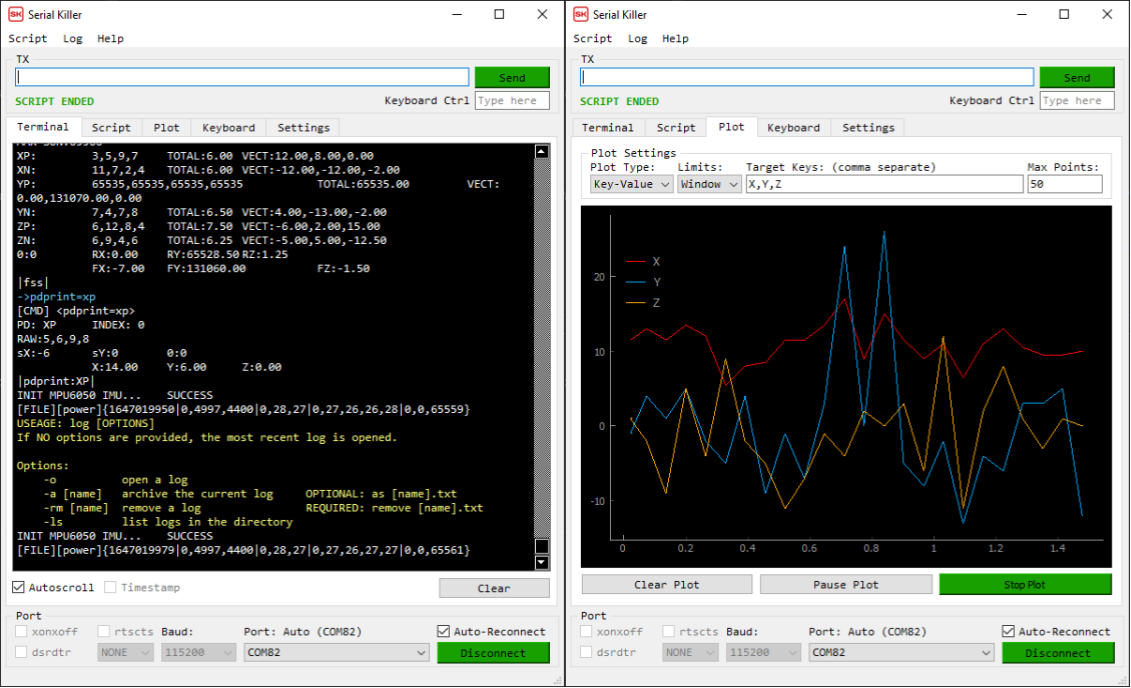 SK Serial Killer
Script Log Help
TX
Send
SCRIPT ENDED
Keyboard Ctrl Type here
Terminal Script Plot Keyboard Settings
XP: 3,5,9,7 TOTAL:6.00 VECT:12.00,8.00,0.00
XN: 11,7,2,4 TOTAL:6.00 VECT:-12.00,-12.00,-2.00
YP: 65535,65535,65535,65535 TOTAL:65535.00 VECT:
0.00,131070.00,0.00
YN: 7,4,7,8 TOTAL:6.50 VECT:4.00,-13.00,-2.00
ZP: 6,12,8,4 TOTAL:7.50 VECT:-6.00,2.00,15.00
ZN: 6,9,4,6 TOTAL:6.25 VECT:-5.00,5.00,-12.50
0:0 RX:0.00 RY:65528.50 RZ:1.25
FX:-7.00 FY:131060.00 FZ:-1.50
|fss|
->pdprint=xp
[CMD] <pdprint=xp>
PD: XP INDEX: 0
RAW:5,6,9,8
sX:-6 sY:0 0:0
X:14.00 Y:6.00 Z:0.00
|pdprint:XP|
INIT MPU6050 IMU... SUCCESS
[FILE][power]{1647019950|0,4997,4400|0,28,27|0,27,26,26,28|0,0,65559}
USEAGE: log [OPTIONS]
If NO options are provided, the most recent log is opened.
Options:
-o open a log
-a [name] archive the current log OPTIONAL: as [name].txt
-rm [name] remove a log REQUIRED: remove [name].txt
-ls list logs in the directory
INIT MPU6050 IMU... SUCCESS
[FILE][power]{1647019979|0,4997,4400|0,28,27|0,27,26,27,27|0,0,65561}
Autoscroll Timestamp Clear
Port
xonxoff rtscts Baud: Port: Auto (COM82) Auto-Reconnect
dsrdtr NONE 115200 COM82 Disconnect
SK Serial Killer
Script Log Help
TX
Send
SCRIPT ENDED
Keyboard Ctrl Type here
Terminal Script Plot Keyboard Settings
Plot Settings
Plot Type: Limits: Target Keys: (comma separate) Max Points:
Key-Value Window X,Y,Z 50
X
Y
Z
20
10
0
-10
0 0.2 0.4 0.6 0.8 1 1.2 1.4
Clear Plot Pause Plot Stop Plot
Port
xonxoff rtscts Baud: Port: Auto (COM82) Auto-Reconnect
dsrdtr NONE 115200 COM82 Disconnect